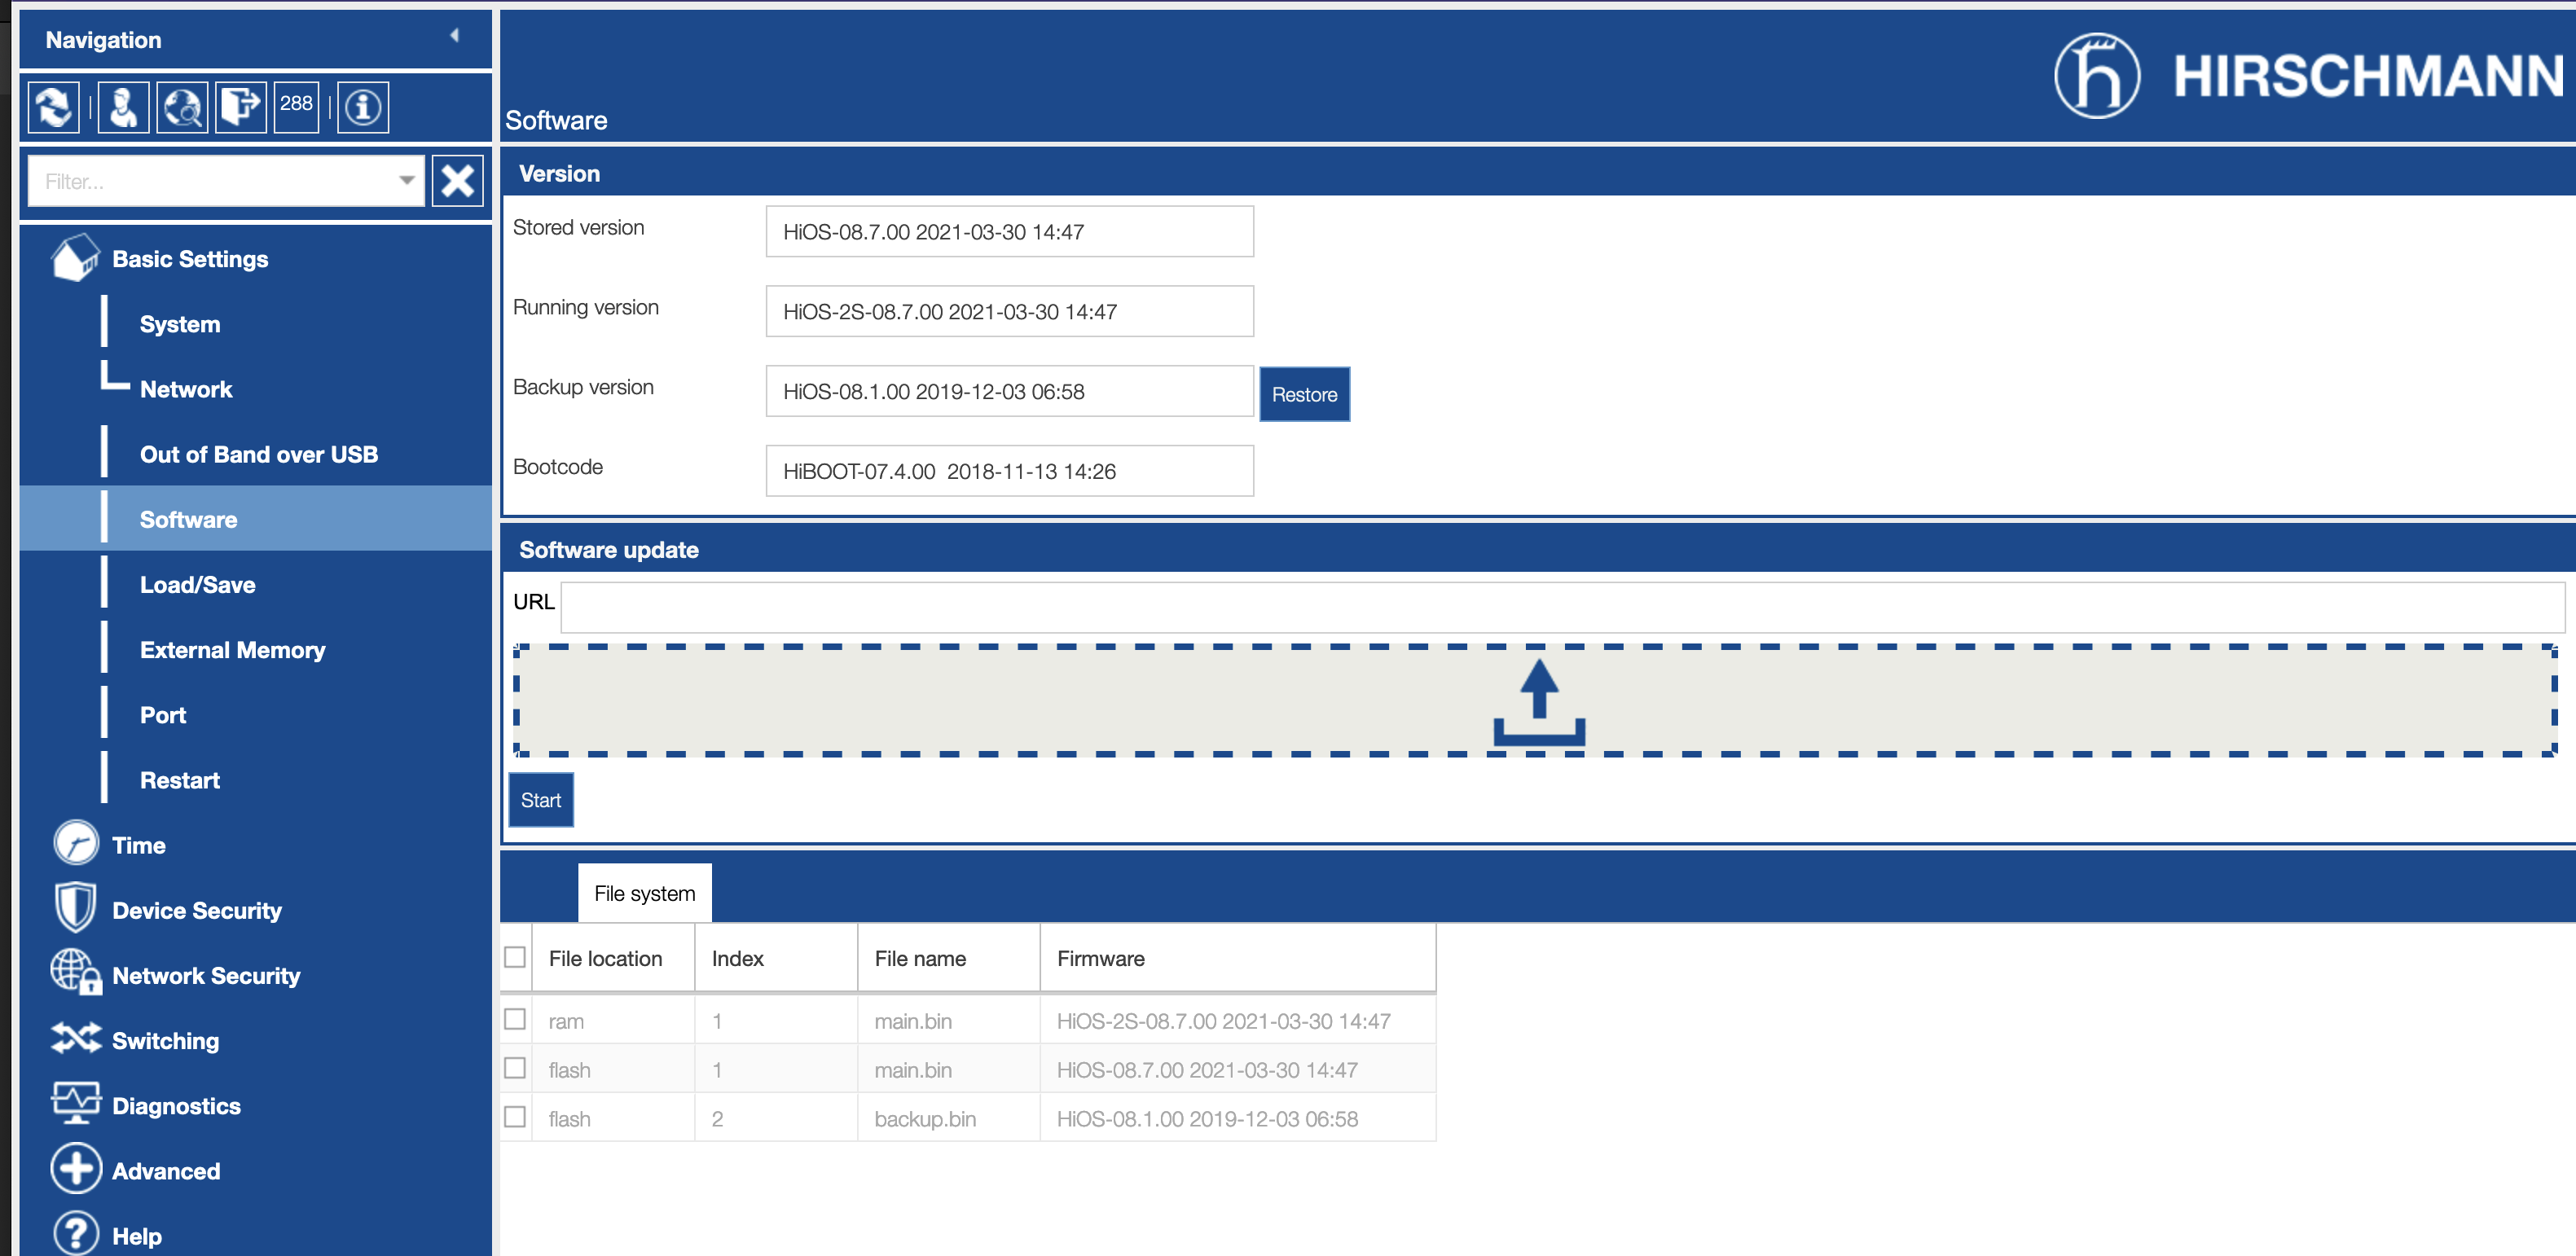 Navigation
288
Filter...
Basic Settings
System
Network
Out of Band over USB
Software
Load/Save
External Memory
Port
Restart
Time
Device Security
Network Security
Switching
Diagnostics
Advanced
Help
HIRSCHMANN
Software
Version
Stored version HiOS-08.7.00 2021-03-30 14:47
Running version HiOS-2S-08.7.00 2021-03-30 14:47
Backup version HiOS-08.1.00 2019-12-03 06:58 Restore
Bootcode HiBOOT-07.4.00  2018-11-13 14:26
Software update
URL
Start
File system
File location Index File name Firmware
ram 1 main.bin HiOS-2S-08.7.00 2021-03-30 14:47
flash 1 main.bin HiOS-08.7.00 2021-03-30 14:47
flash 2 backup.bin HiOS-08.1.00 2019-12-03 06:58